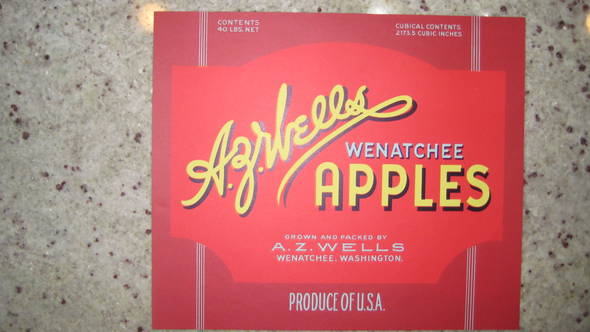 CONTENTS
40 LBS. NET
CUBICAL CONTENTS
2173.5 CUBIC INCHES
A.Z. Wells
WENATCHEE
APPLES
GROWN AND PACKED BY
A. Z. WELLS
WENATCHEE, WASHINGTON.
PRODUCE OF U.S.A.